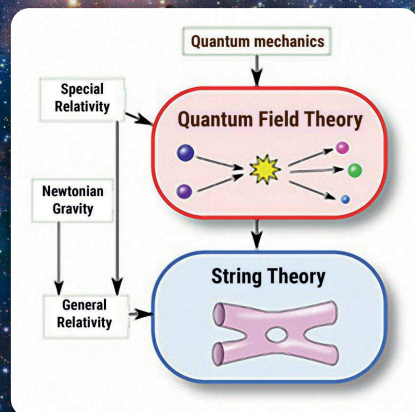 Quantum mechanics
Special
Relativity
Quantum Field Theory
Newtonian
Gravity
String Theory
General
Relativity